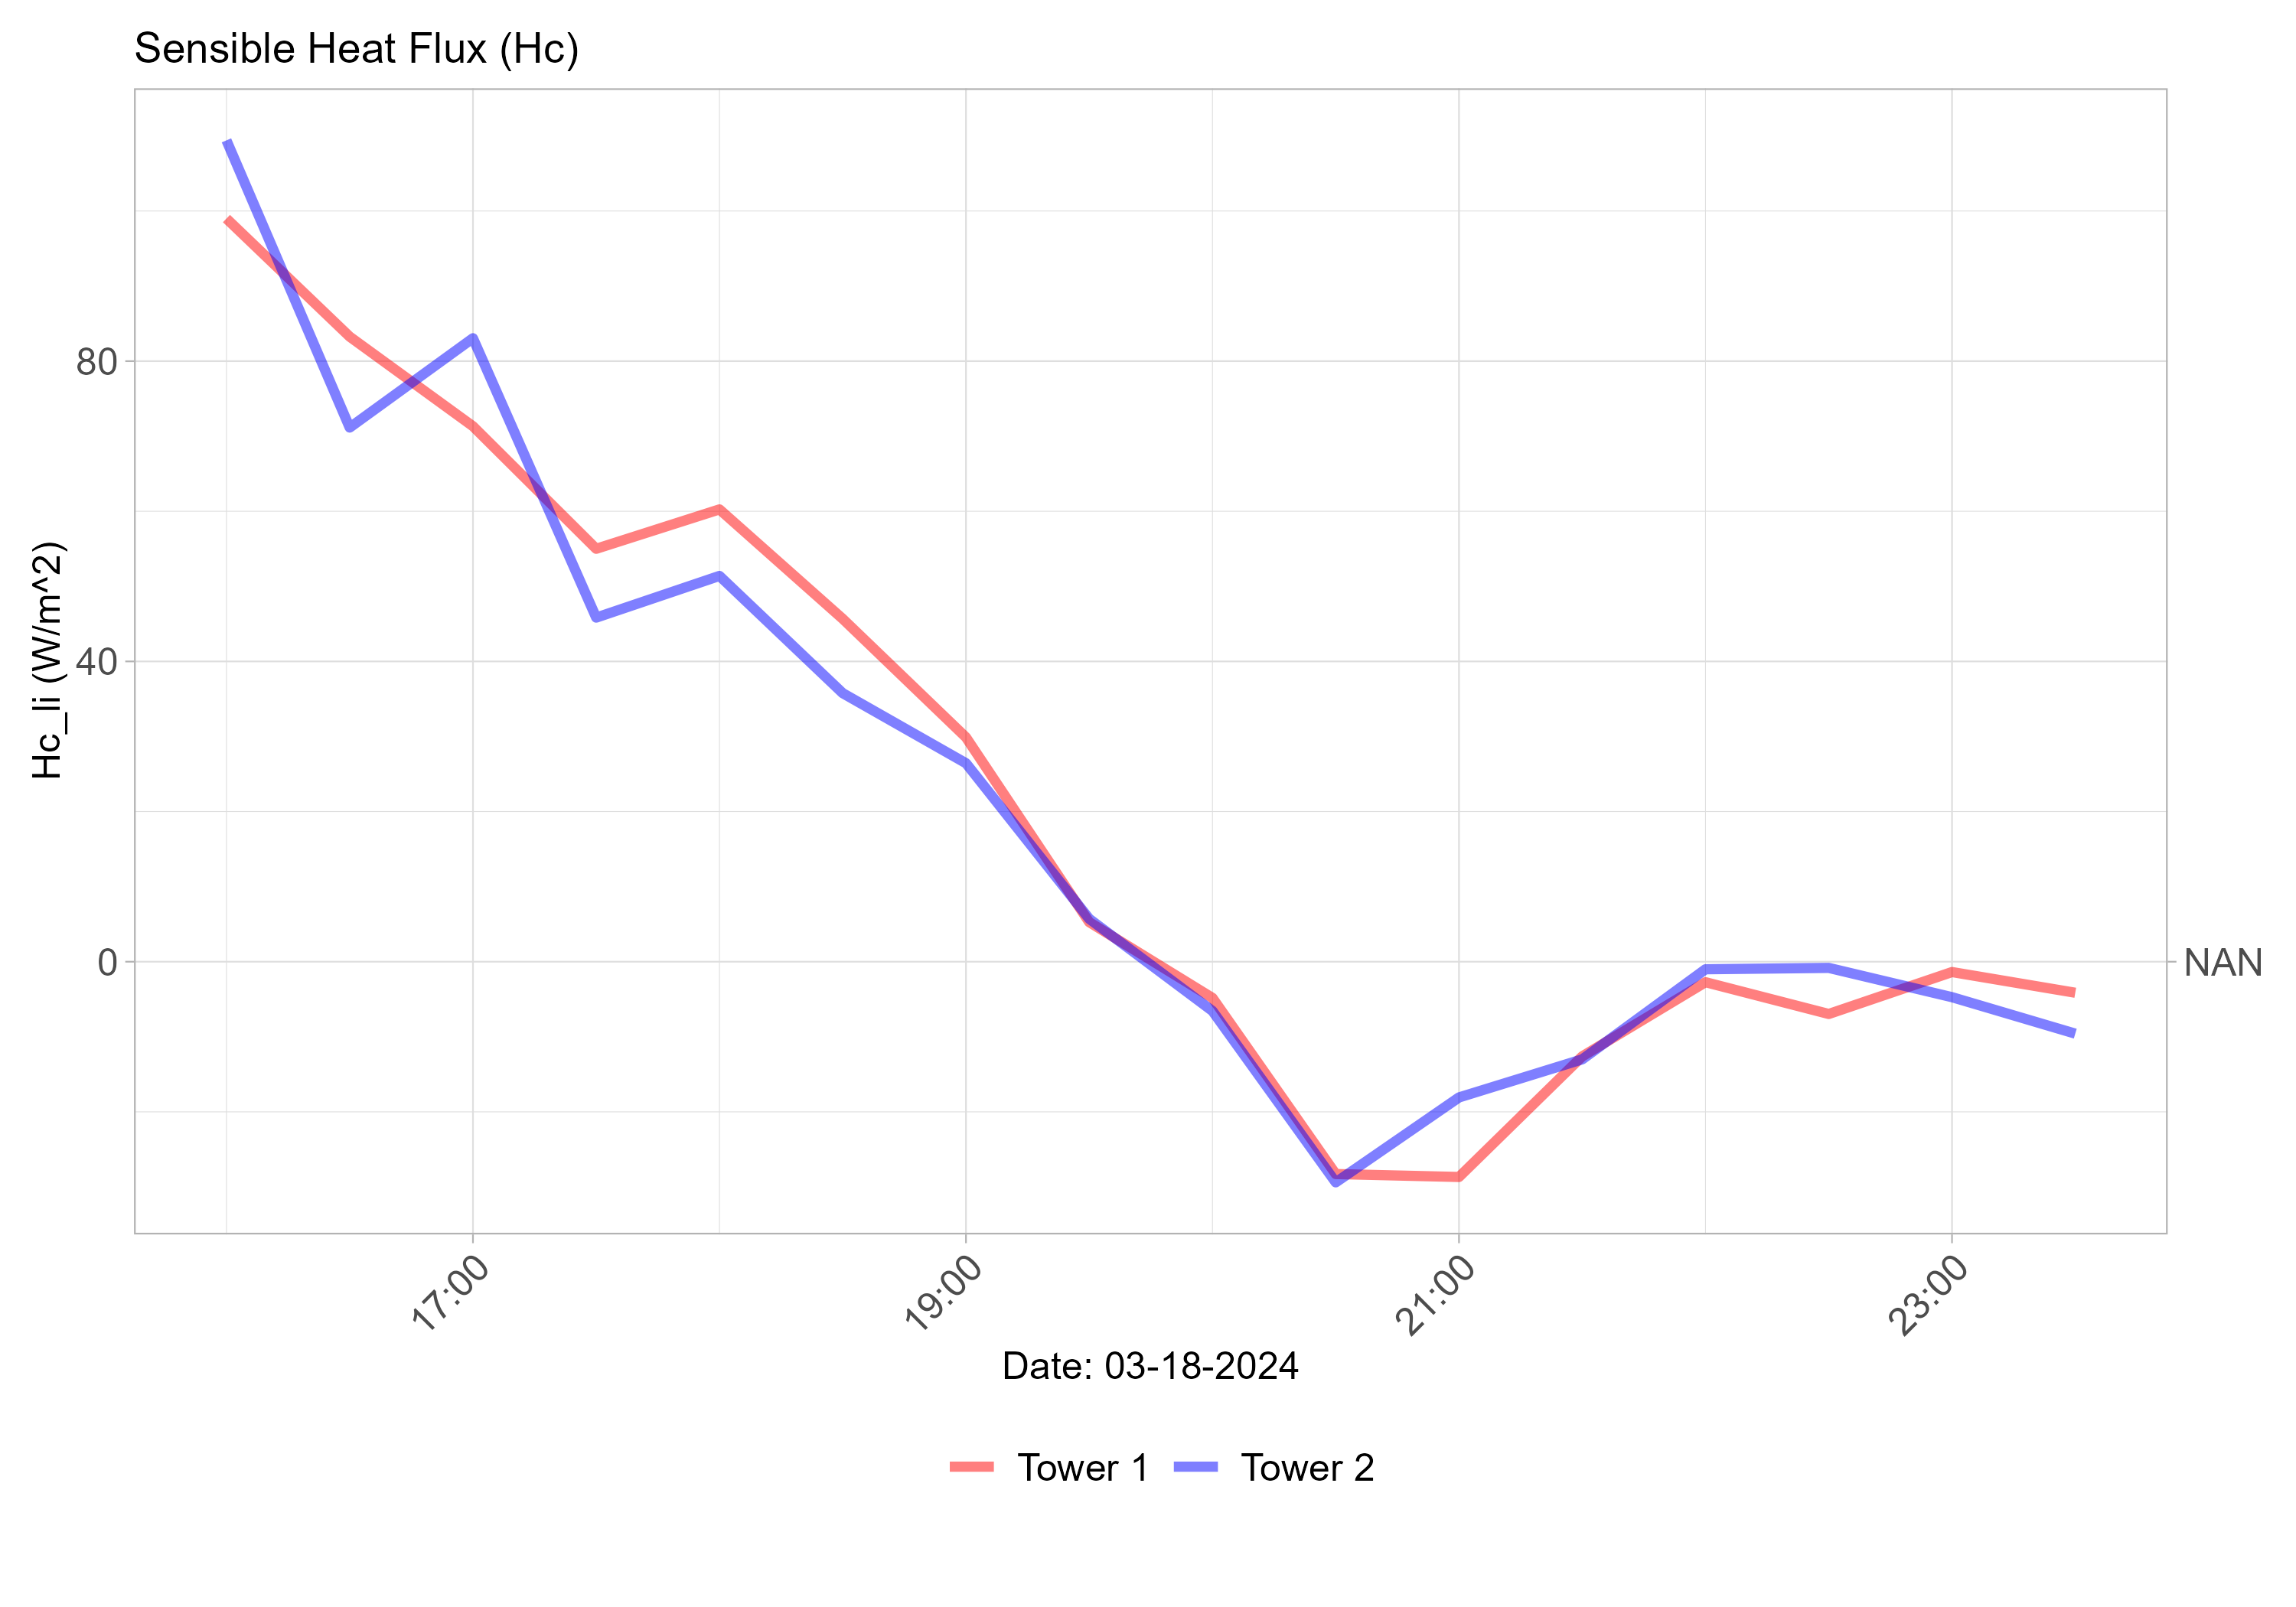 Sensible Heat Flux (Hc)
Hc_li (W/m^2)
80
40
0
NAN
17:00
19:00
21:00
23:00
Date: 03-18-2024
Tower 1
Tower 2